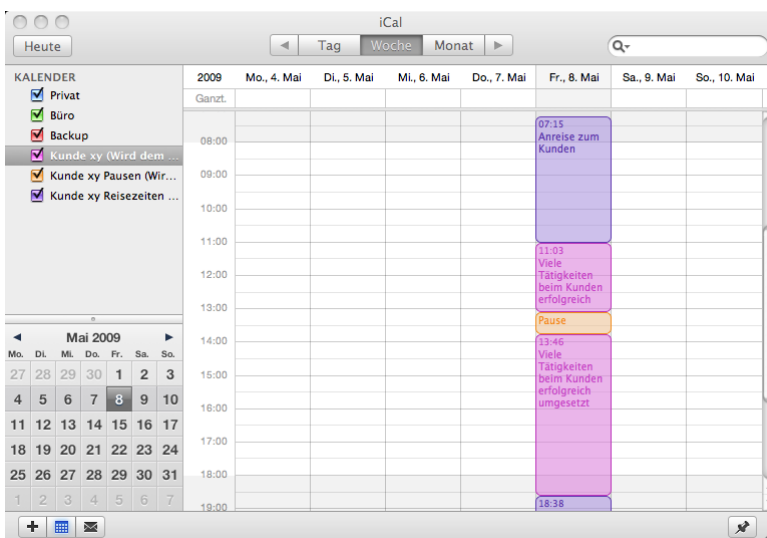 iCal
Heute
Tag Woche Monat
KALENDER
Privat
Büro
Backup
Kunde xy (Wird dem ...
Kunde xy Pausen (Wir...
Kunde xy Reisezeiten ...
Mai 2009
Mo. Di. Mi. Do. Fr. Sa. So.
27 28 29 30 1 2 3
4 5 6 7 8 9 10
11 12 13 14 15 16 17
18 19 20 21 22 23 24
25 26 27 28 29 30 31
1 2 3 4 5 6 7
2009 Mo., 4. Mai Di., 5. Mai Mi., 6. Mai Do., 7. Mai Fr., 8. Mai Sa., 9. Mai So., 10. Mai
Ganzt.
08:00
09:00
10:00
11:00
12:00
13:00
14:00
15:00
16:00
17:00
18:00
19:00
07:15
Anreise zum
Kunden
11:03
Viele
Tätigkeiten
beim Kunden
erfolgreich
Pause
13:46
Viele
Tätigkeiten
beim Kunden
erfolgreich
umgesetzt
18:38